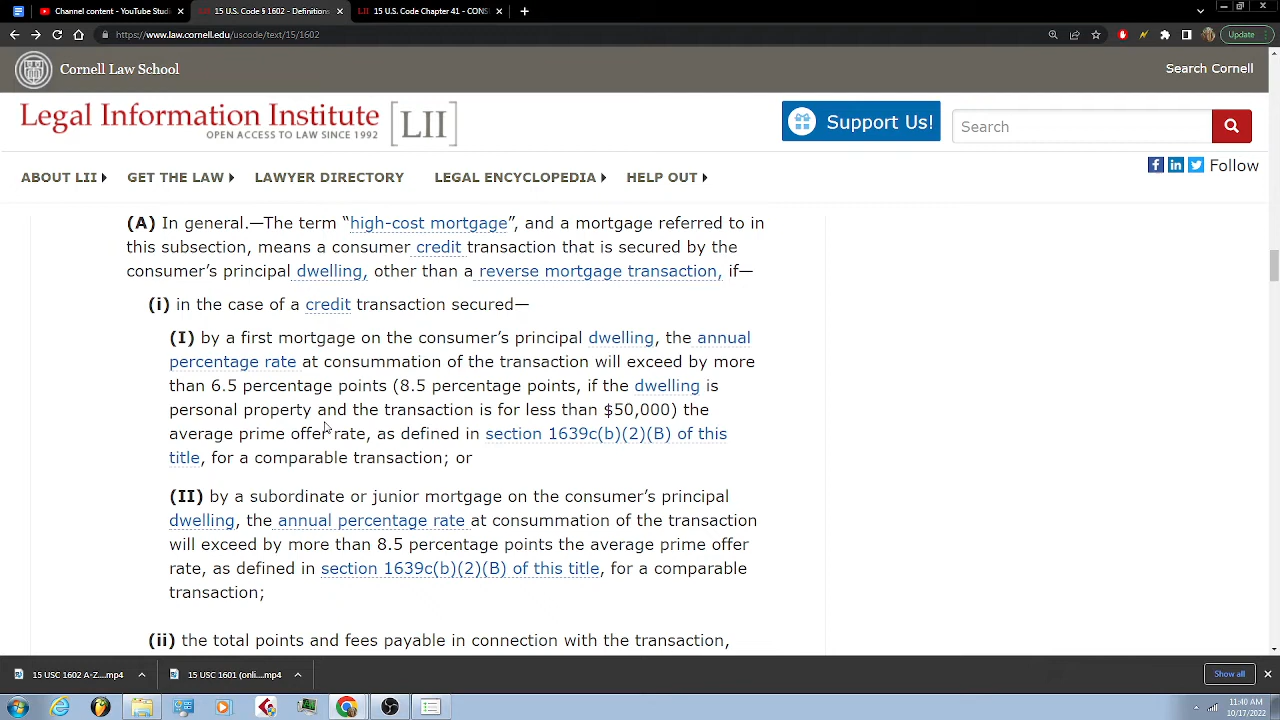 Channel content - YouTube Studi
15 U.S. Code § 1602 - Definitions
LII
15 U.S. Code Chapter 41 - CONS
https://www.law.cornell.edu/uscode/text/15/1602
Update
Cornell Law School
Search Cornell
Legal Information Institute [LII]
OPEN ACCESS TO LAW SINCE 1992
Support Us!
Search
ABOUT LII
GET THE LAW
LAWYER DIRECTORY
LEGAL ENCYCLOPEDIA
HELP OUT
Follow
(A) In general.—The term “high-cost mortgage”, and a mortgage referred to in
this subsection, means a consumer credit transaction that is secured by the
consumer’s principal dwelling, other than a reverse mortgage transaction, if—
(i) in the case of a credit transaction secured—
(I) by a first mortgage on the consumer’s principal dwelling, the annual
percentage rate at consummation of the transaction will exceed by more
than 6.5 percentage points (8.5 percentage points, if the dwelling is
personal property and the transaction is for less than $50,000) the
average prime offer rate, as defined in section 1639c(b)(2)(B) of this
title, for a comparable transaction; or
(II) by a subordinate or junior mortgage on the consumer’s principal
dwelling, the annual percentage rate at consummation of the transaction
will exceed by more than 8.5 percentage points the average prime offer
rate, as defined in section 1639c(b)(2)(B) of this title, for a comparable
transaction;
(ii) the total points and fees payable in connection with the transaction,
15 USC 1602 A-Z....mp4
15 USC 1601 (onli....mp4
Show all
11:40 AM
10/17/2022